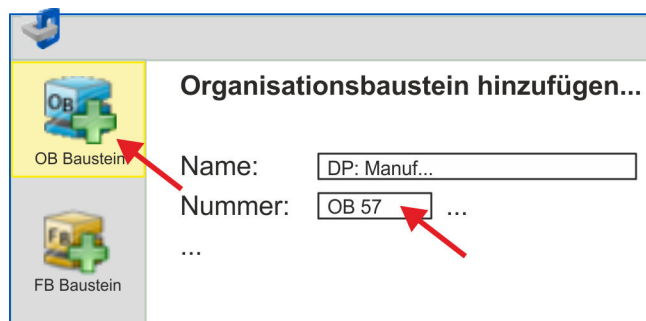 Organisationsbaustein hinzufügen...
OB
OB Baustein
Name: DP: Manuf...
Nummer: OB 57 ...
...
FB
FB Baustein